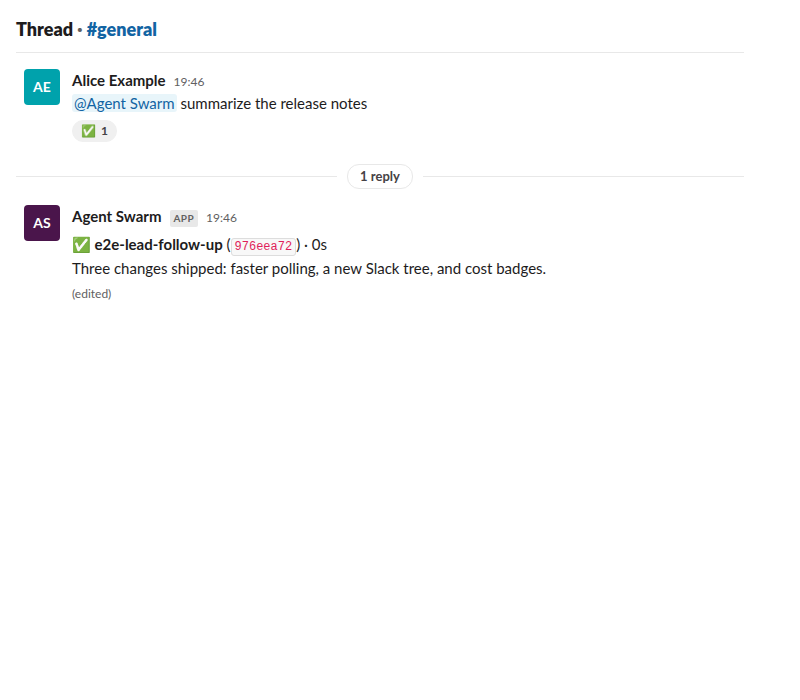 Thread • #general
AE
Alice Example 19:46
@Agent Swarm summarize the release notes
✅ 1
1 reply
AS
Agent Swarm APP 19:46
✅ e2e-lead-follow-up (976eea72) · 0s
Three changes shipped: faster polling, a new Slack tree, and cost badges.
(edited)